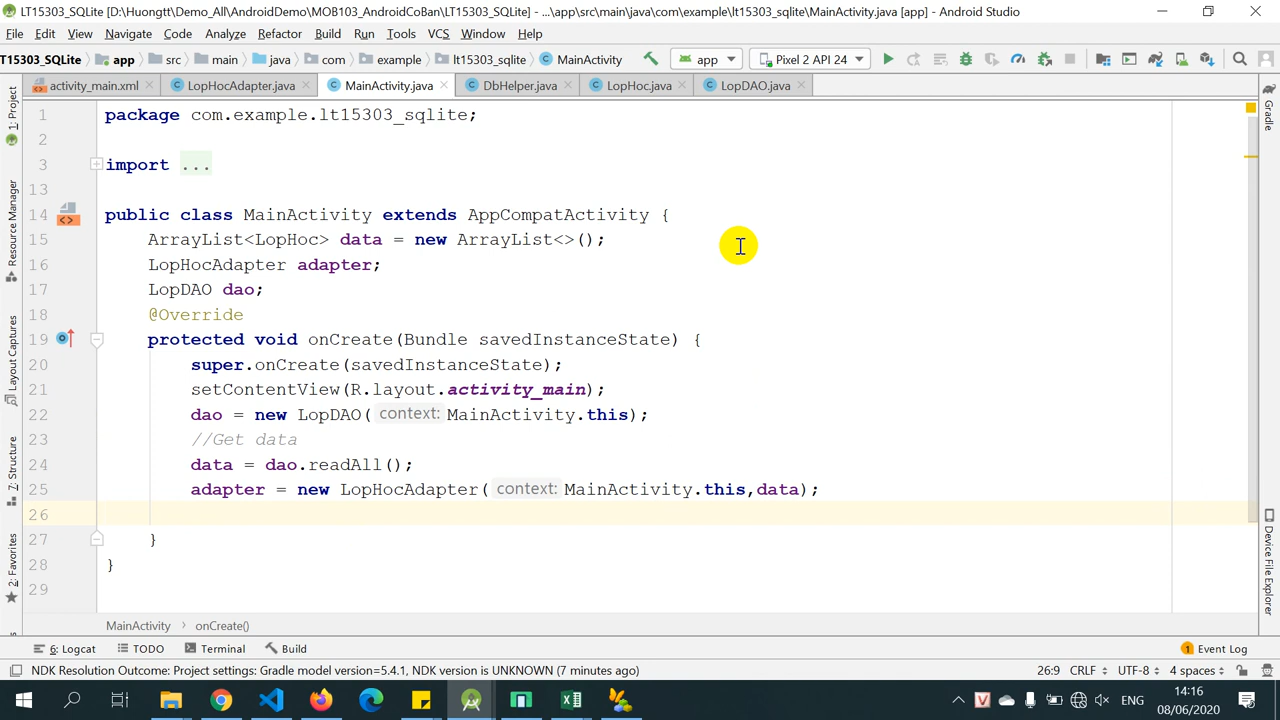 LT15303_SQLite [D:\Huongtt\Demo_All\AndroidDemo\MOB103_AndroidCoBan\LT15303_SQLite] - ...\app\src\main\java\com\example\lt15303_sqlite\MainActivity.java [app] - Android Studio
File Edit View Navigate Code Analyze Refactor Build Run Tools VCS Window Help
T15303_SQLite app src main java com example lt15303_sqlite MainActivity app Pixel 2 API 24
activity_main.xml LopHocAdapter.java MainActivity.java DbHelper.java LopHoc.java LopDAO.java
1: Project
Resource Manager
Layout Captures
7: Structure
2: Favorites
1 package com.example.lt15303_sqlite;
2
3 import ...
13
14 public class MainActivity extends AppCompatActivity {
15 ArrayList<LopHoc> data = new ArrayList<>();
16 LopHocAdapter adapter;
17 LopDAO dao;
18 @Override
19 protected void onCreate(Bundle savedInstanceState) {
20 super.onCreate(savedInstanceState);
21 setContentView(R.layout.activity_main);
22 dao = new LopDAO( context: MainActivity.this);
23 //Get data
24 data = dao.readAll();
25 adapter = new LopHocAdapter( context: MainActivity.this,data);
26
27 }
28 }
29
Gradle
Device File Explorer
MainActivity › onCreate()
6: Logcat TODO Terminal Build 1 Event Log
NDK Resolution Outcome: Project settings: Gradle model version=5.4.1, NDK version is UNKNOWN (7 minutes ago) 26:9 CRLF UTF-8 4 spaces
ENG 14:16
08/06/2020